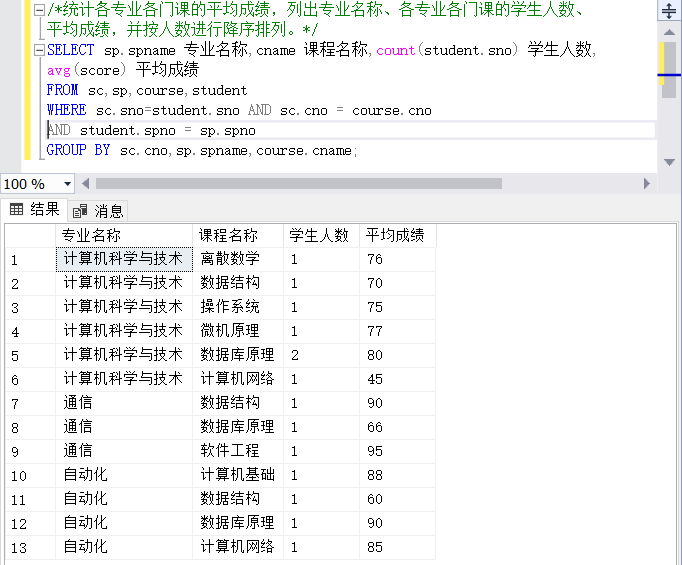 /*统计各专业各门课的平均成绩，列出专业名称、各专业各门课的学生人数、
平均成绩，并按人数进行降序排列。*/
SELECT sp.spname 专业名称,cname 课程名称,count(student.sno) 学生人数,
avg(score) 平均成绩
FROM sc,sp,course,student
WHERE sc.sno=student.sno AND sc.cno = course.cno
AND student.spno = sp.spno
GROUP BY sc.cno,sp.spname,course.cname;
100 %
结果 消息
专业名称 课程名称 学生人数 平均成绩
1 计算机科学与技术 离散数学 1 76
2 计算机科学与技术 数据结构 1 70
3 计算机科学与技术 操作系统 1 75
4 计算机科学与技术 微机原理 1 77
5 计算机科学与技术 数据库原理 2 80
6 计算机科学与技术 计算机网络 1 45
7 通信 数据结构 1 90
8 通信 数据库原理 1 66
9 通信 软件工程 1 95
10 自动化 计算机基础 1 88
11 自动化 数据结构 1 60
12 自动化 数据库原理 1 90
13 自动化 计算机网络 1 85